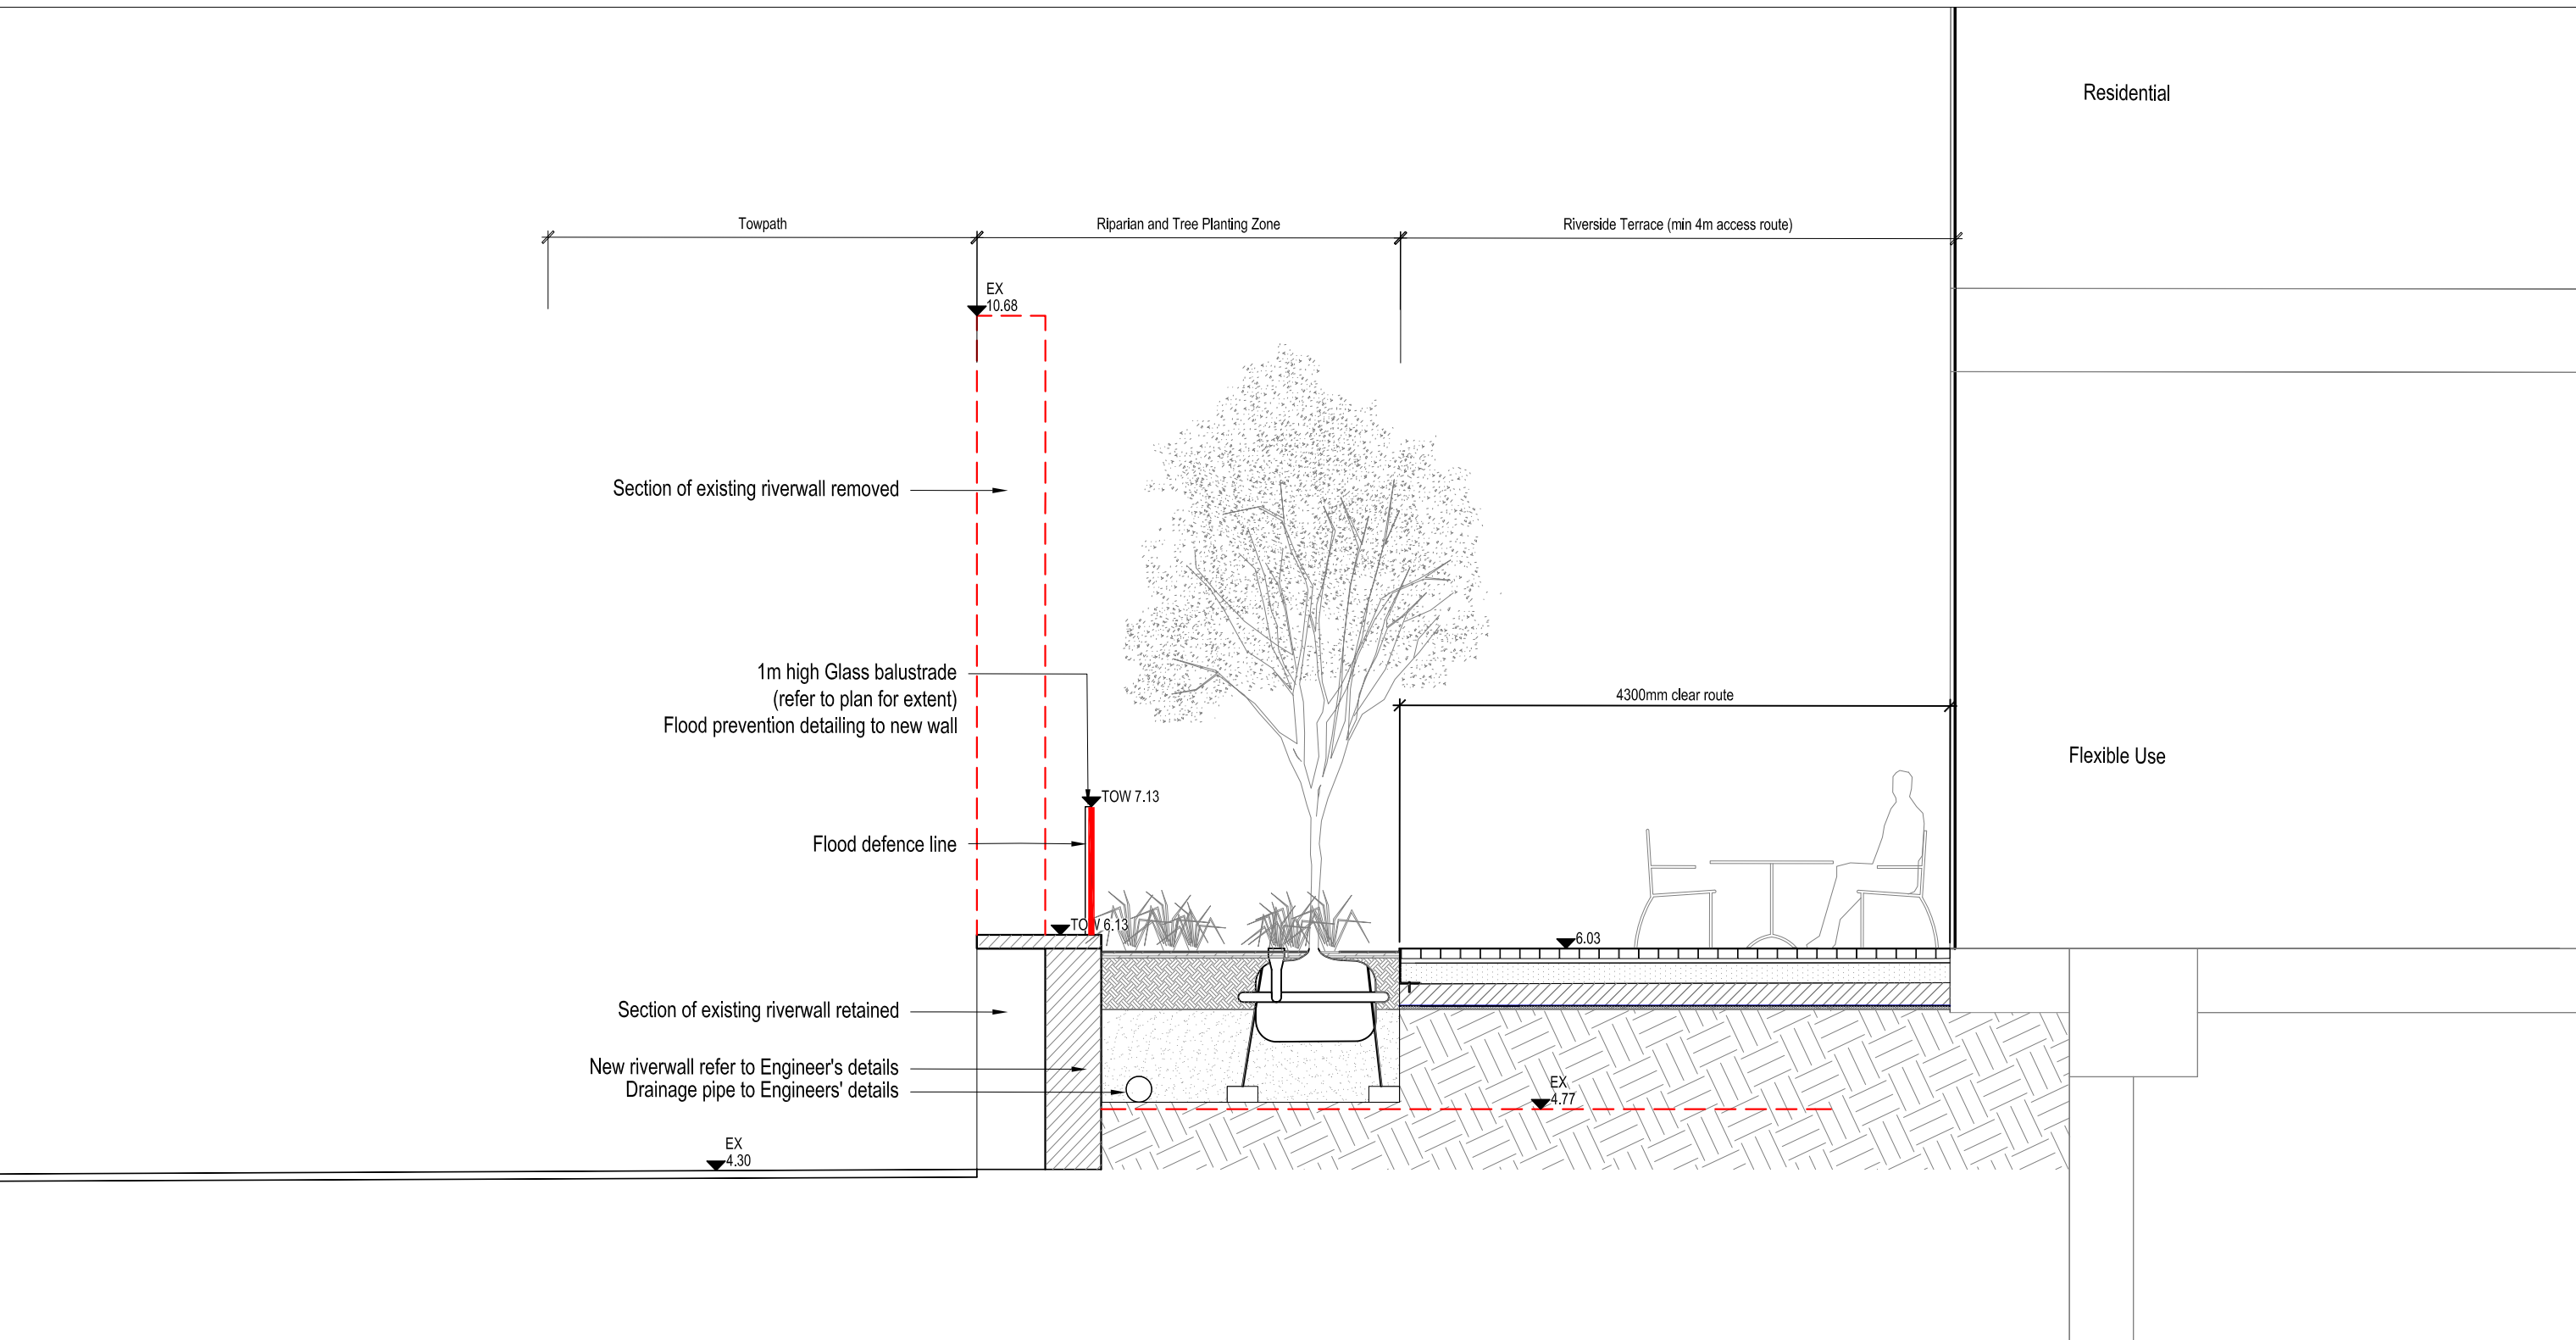 Residential
Towpath
Riparian and Tree Planting Zone
Riverside Terrace (min 4m access route)
EX
10.68
Section of existing riverwall removed
1m high Glass balustrade
(refer to plan for extent)
Flood prevention detailing to new wall
4300mm clear route
Flexible Use
TOW 7.13
Flood defence line
TOW 6.13
6.03
Section of existing riverwall retained
New riverwall refer to Engineer's details
Drainage pipe to Engineers' details
EX
4.77
EX
4.30